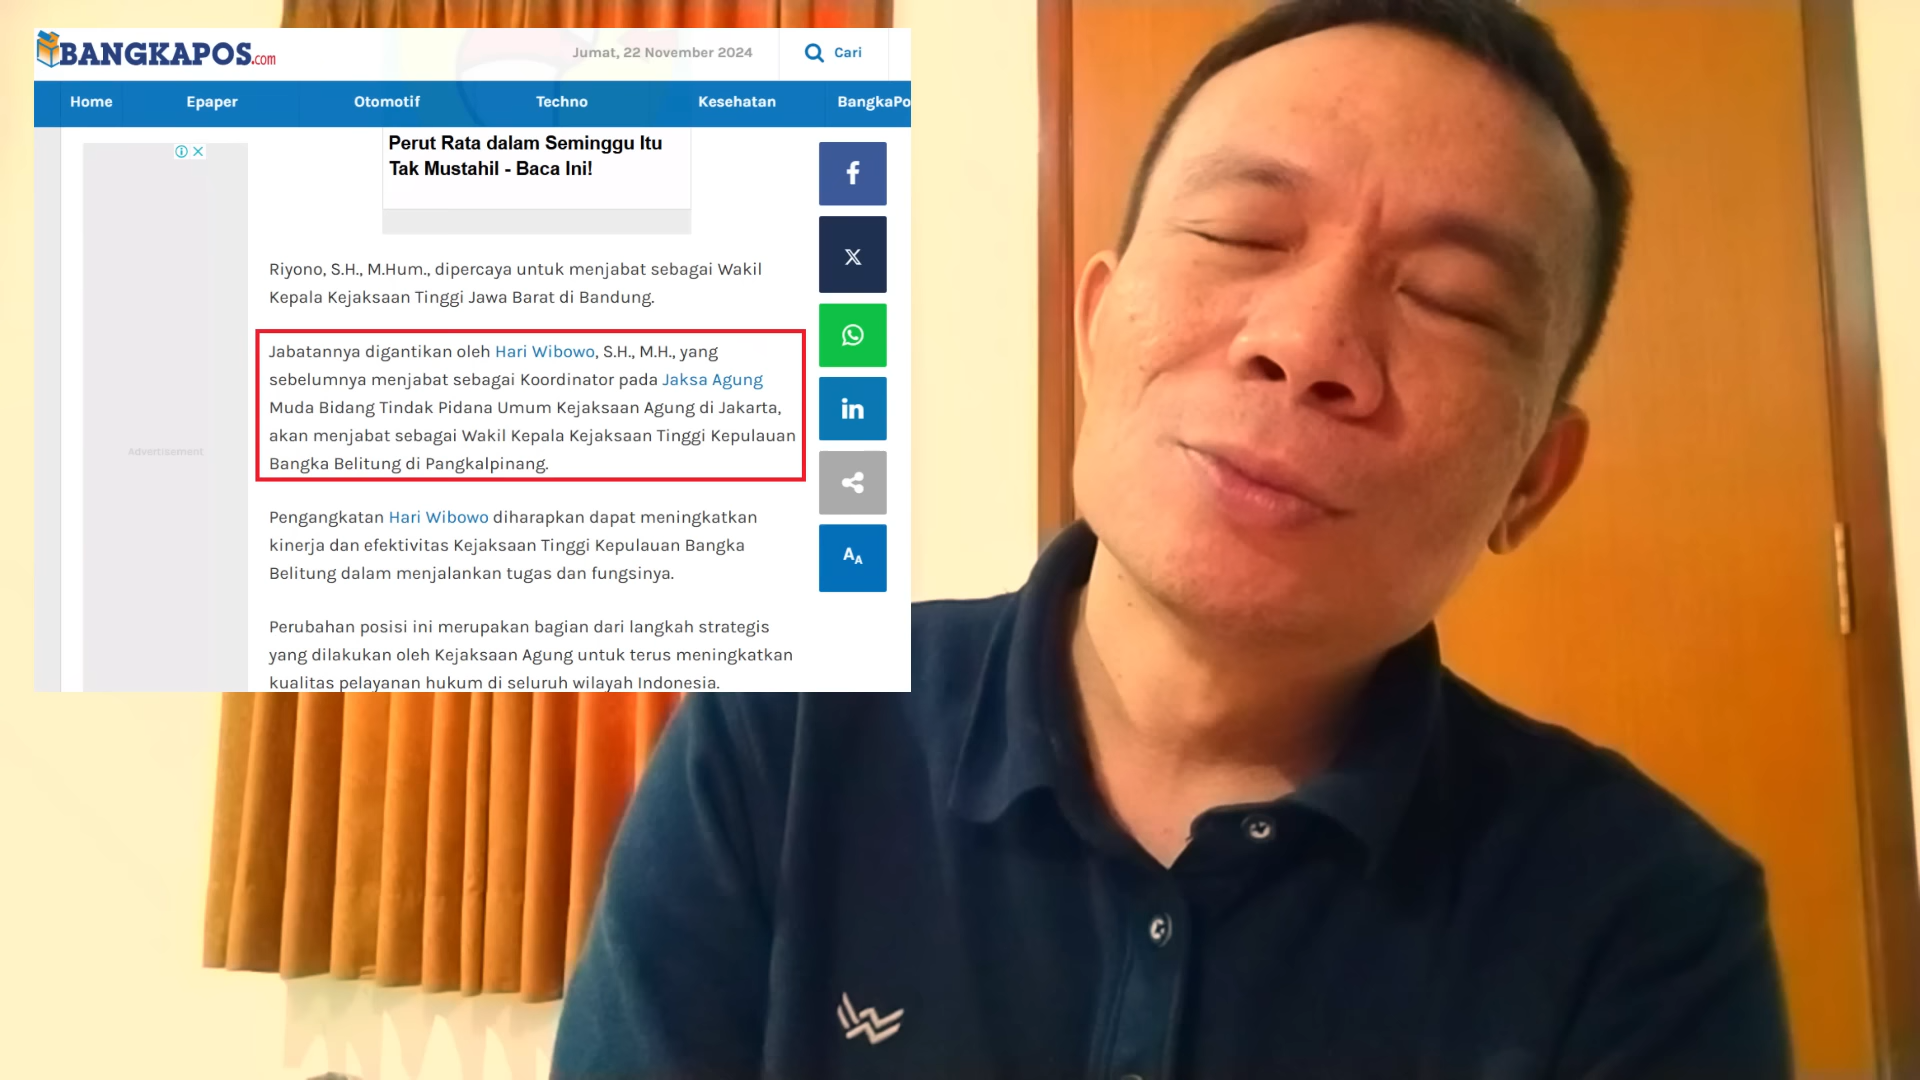 BANGKAPOS.com
Jumat, 22 November 2024
Cari
Home
Epaper
Otomotif
Techno
Kesehatan
BangkaPo
Perut Rata dalam Seminggu Itu
Tak Mustahil - Baca Ini!
Advertisement
Riyono, S.H., M.Hum., dipercaya untuk menjabat sebagai Wakil
Kepala Kejaksaan Tinggi Jawa Barat di Bandung.
Jabatannya digantikan oleh Hari Wibowo, S.H., M.H., yang
sebelumnya menjabat sebagai Koordinator pada Jaksa Agung
Muda Bidang Tindak Pidana Umum Kejaksaan Agung di Jakarta,
akan menjabat sebagai Wakil Kepala Kejaksaan Tinggi Kepulauan
Bangka Belitung di Pangkalpinang.
Pengangkatan Hari Wibowo diharapkan dapat meningkatkan
kinerja dan efektivitas Kejaksaan Tinggi Kepulauan Bangka
Belitung dalam menjalankan tugas dan fungsinya.
Perubahan posisi ini merupakan bagian dari langkah strategis
yang dilakukan oleh Kejaksaan Agung untuk terus meningkatkan
kualitas pelayanan hukum di seluruh wilayah Indonesia.
f
X
in
AA